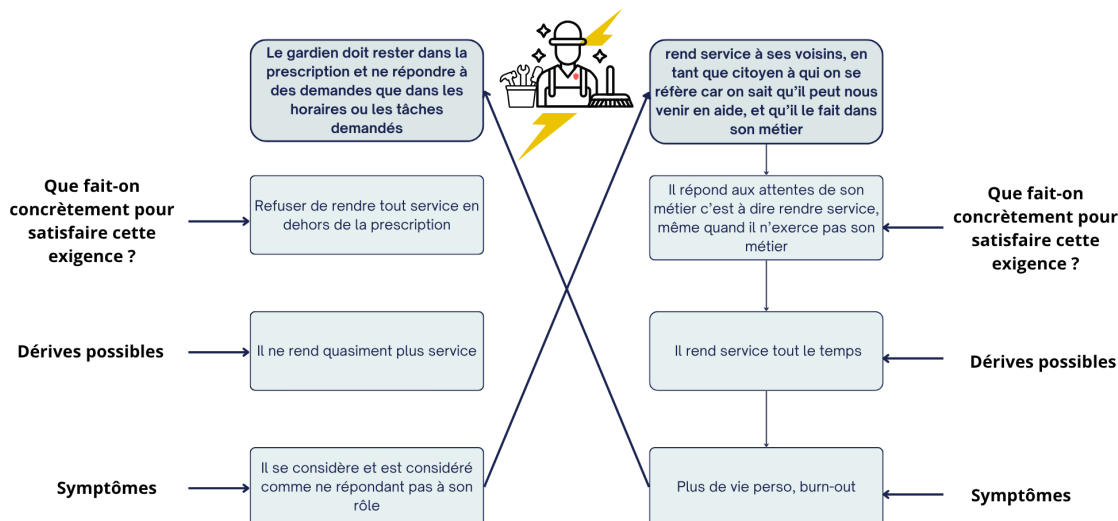 Le gardien doit rester dans la
prescription et ne répondre à
des demandes que dans les
horaires ou les tâches
demandés
rend service à ses voisins, en
tant que citoyen à qui on se
réfère car on sait qu'il peut nous
venir en aide, et qu'il le fait dans
son métier
Que fait-on
concrètement pour
satisfaire cette
exigence ?
Refuser de rendre tout service en
dehors de la prescription
Il répond aux attentes de son
métier c'est à dire rendre service,
même quand il n'exerce pas son
métier
Que fait-on
concrètement pour
satisfaire cette
exigence ?
Dérives possibles
Il ne rend quasiment plus service
Il rend service tout le temps
Dérives possibles
Symptômes
Il se considère et est considéré
comme ne répondant pas à son
rôle
Plus de vie perso, burn-out
Symptômes